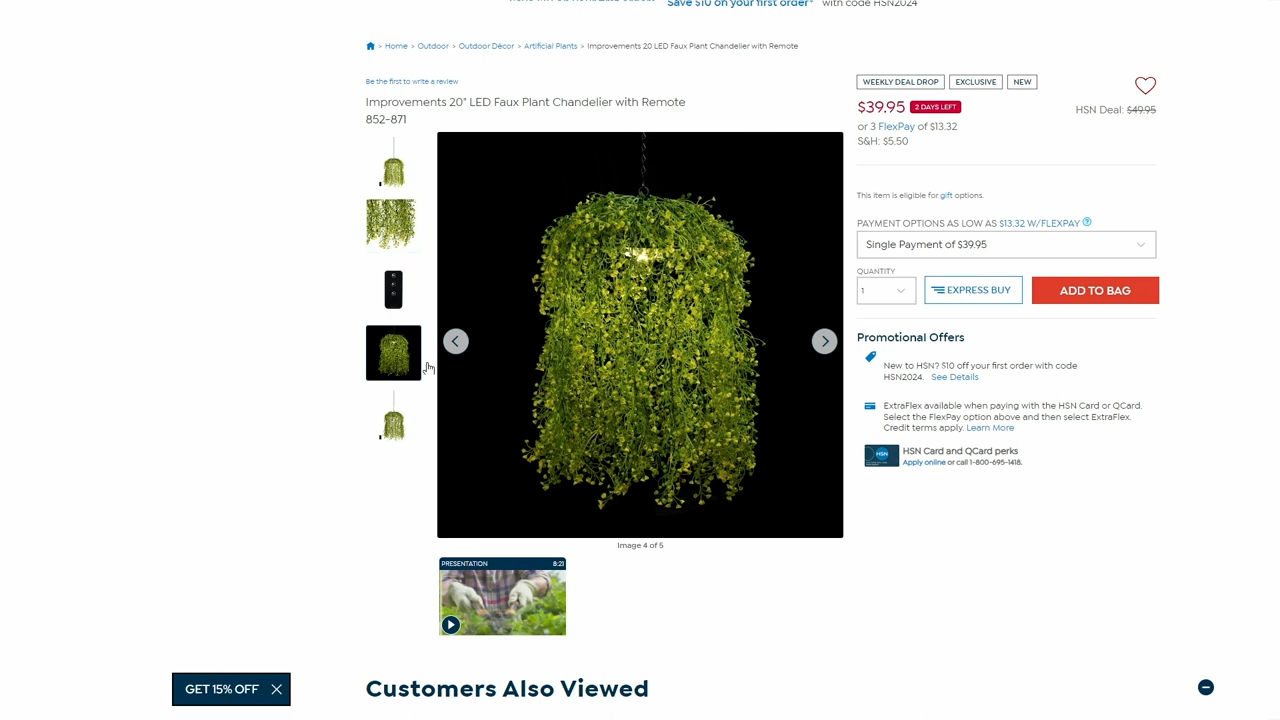 Save $10 on your first order* with code HSN2024
> Home > Outdoor > Outdoor Décor > Artificial Plants > Improvements 20 LED Faux Plant Chandelier with Remote
Be the first to write a review
Improvements 20" LED Faux Plant Chandelier with Remote
852-871
WEEKLY DEAL DROP
EXCLUSIVE
NEW
$39.95 2 DAYS LEFT
HSN Deal: $49.95
or 3 FlexPay of $13.32
S&H: $5.50
This item is eligible for gift options.
PAYMENT OPTIONS AS LOW AS $13.32 W/FLEXPAY ?
Single Payment of $39.95
QUANTITY
1
EXPRESS BUY
ADD TO BAG
Promotional Offers
New to HSN? $10 off your first order with code
HSN2024. See Details
ExtraFlex available when paying with the HSN Card or QCard.
Select the FlexPay option above and then select ExtraFlex.
Credit terms apply. Learn More
HSN
HSN Card and QCard perks
Apply online or call 1-800-695-1418.
Image 4 of 5
PRESENTATION 8:23
GET 15% OFF
Customers Also Viewed